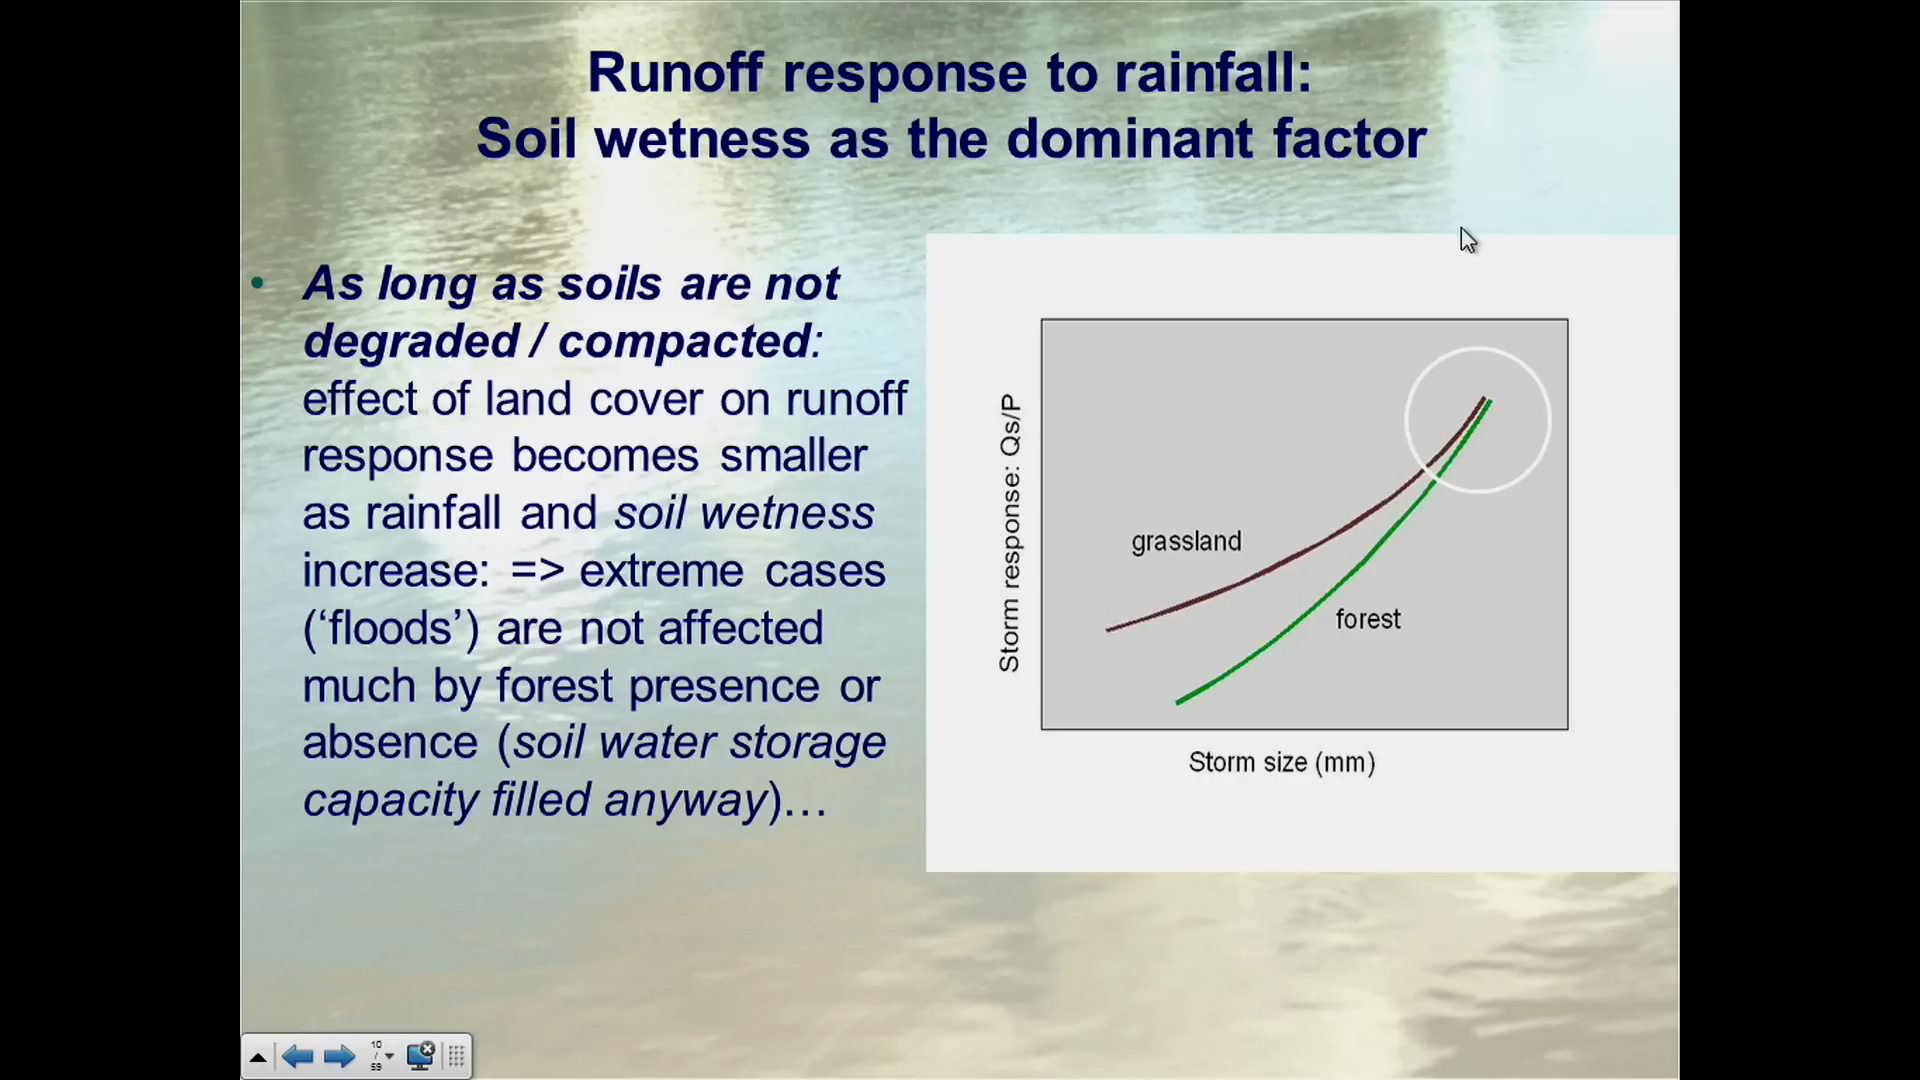 Runoff response to rainfall:
Soil wetness as the dominant factor
• As long as soils are not
degraded / compacted:
effect of land cover on runoff
response becomes smaller
as rainfall and soil wetness
increase: => extreme cases
(‘floods’) are not affected
much by forest presence or
absence (soil water storage
capacity filled anyway)…
Storm response: Qs/P
grassland
forest
Storm size (mm)
10
/
59